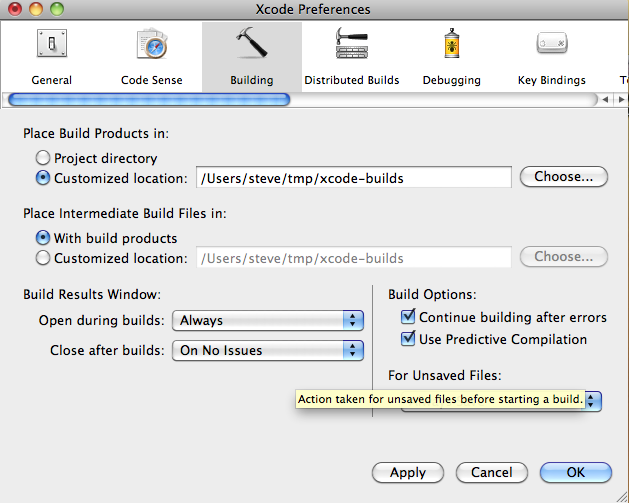 Xcode Preferences
General
Code Sense
Building
Distributed Builds
Debugging
Key Bindings
Place Build Products in:
Project directory
Customized location: /Users/steve/tmp/xcode-builds Choose...
Place Intermediate Build Files in:
With build products
Customized location: /Users/steve/tmp/xcode-builds Choose...
Build Results Window:
Open during builds: Always
Close after builds: On No Issues
Build Options:
Continue building after errors
Use Predictive Compilation
For Unsaved Files:
Action taken for unsaved files before starting a build.
Apply Cancel OK